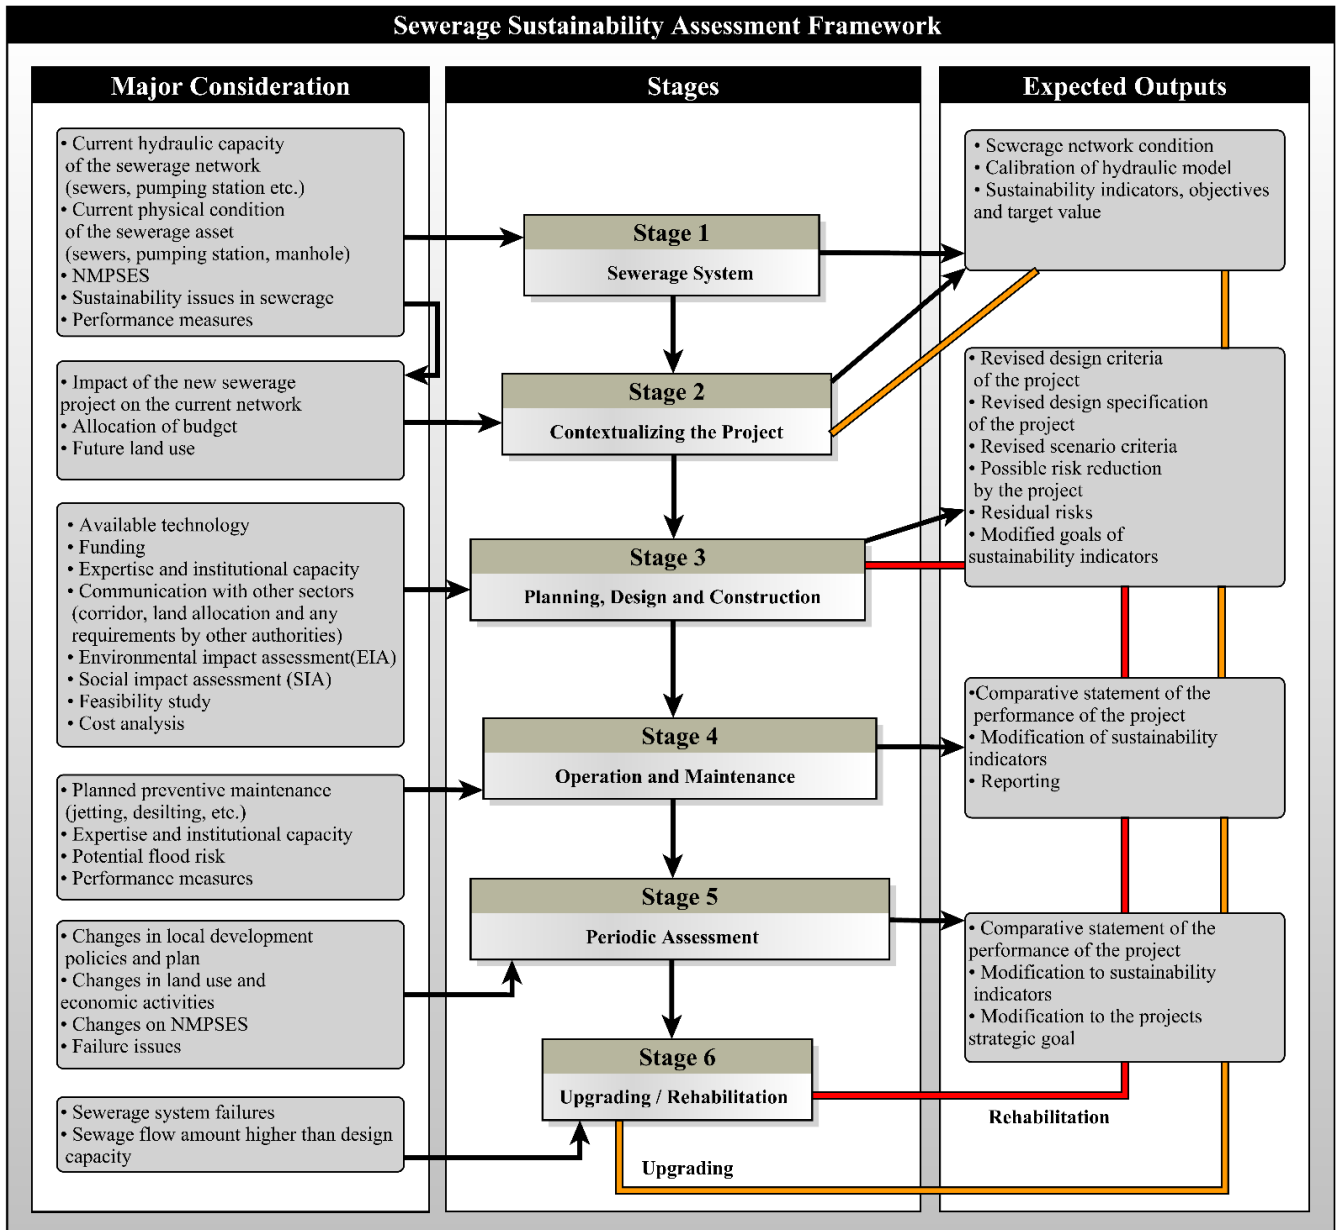 Sewerage Sustainability Assessment Framework
Major Consideration
• Current hydraulic capacity
of the sewerage network
(sewers, pumping station etc.)
• Current physical condition
of the sewerage asset
(sewers, pumping station, manhole)
• NMPSES
• Sustainability issues in sewerage
• Performance measures
• Impact of the new sewerage
project on the current network
• Allocation of budget
• Future land use
• Available technology
• Funding
• Expertise and institutional capacity
• Communication with other sectors
(corridor, land allocation and any
requirements by other authorities)
• Environmental impact assessment(EIA)
• Social impact assessment (SIA)
• Feasibility study
• Cost analysis
• Planned preventive maintenance
(jetting, desilting, etc.)
• Expertise and institutional capacity
• Potential flood risk
• Performance measures
• Changes in local development
policies and plan
• Changes in land use and
economic activities
• Changes on NMPSES
• Failure issues
• Sewerage system failures
• Sewage flow amount higher than design
capacity
Stages
Stage 1
Sewerage System
Stage 2
Contextualizing the Project
Stage 3
Planning, Design and Construction
Stage 4
Operation and Maintenance
Stage 5
Periodic Assessment
Stage 6
Upgrading / Rehabilitation
Upgrading
Expected Outputs
• Sewerage network condition
• Calibration of hydraulic model
• Sustainability indicators, objectives
and target value
• Revised design criteria
of the project
• Revised design specification
of the project
• Revised scenario criteria
• Possible risk reduction
by the project
• Residual risks
• Modified goals of
sustainability indicators
•Comparative statement of the
performance of the project
• Modification of sustainability
indicators
• Reporting
• Comparative statement of the
performance of the project
• Modification to sustainability
indicators
• Modification to the projects
strategic goal
Rehabilitation